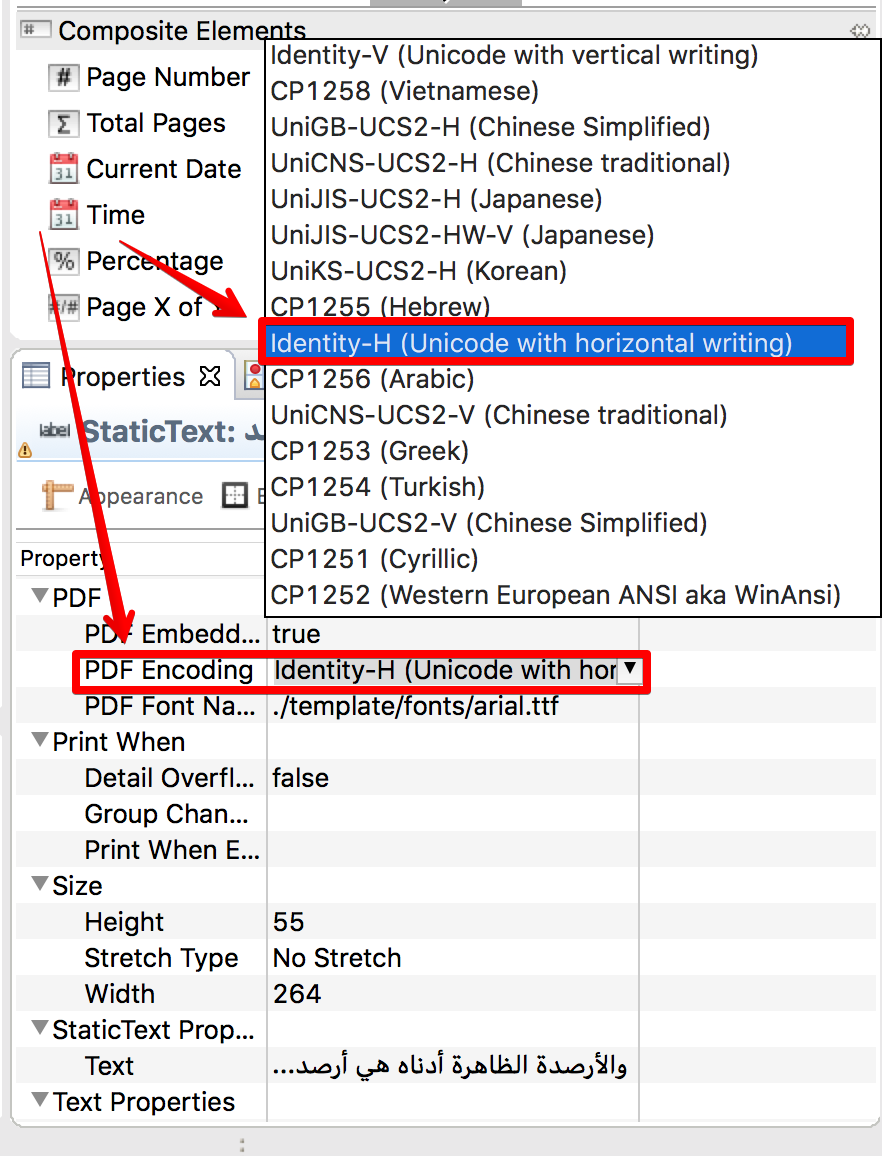 Composite Elements
Identity-V (Unicode with vertical writing)
Page Number
CP1258 (Vietnamese)
Total Pages
UniGB-UCS2-H (Chinese Simplified)
Current Date
UniCNS-UCS2-H (Chinese traditional)
Time
UniJIS-UCS2-H (Japanese)
UniJIS-UCS2-HW-V (Japanese)
Percentage
UniKS-UCS2-H (Korean)
Page X of
CP1255 (Hebrew)
Identity-H (Unicode with horizontal writing)
Properties
CP1256 (Arabic)
UniCNS-UCS2-V (Chinese traditional)
label StaticText:
CP1253 (Greek)
CP1254 (Turkish)
Appearance
UniGB-UCS2-V (Chinese Simplified)
Property
CP1251 (Cyrillic)
PDF
CP1252 (Western European ANSI aka WinAnsi)
PDF Embedd... true
PDF Encoding Identity-H (Unicode with hor
PDF Font Na... ./template/fonts/arial.ttf
Print When
Detail Overfl... false
Group Chan...
Print When E...
Size
Height 55
Stretch Type No Stretch
Width 264
StaticText Prop...
Text والأرصدة الظاهرة أدناه هي أرصد...
Text Properties